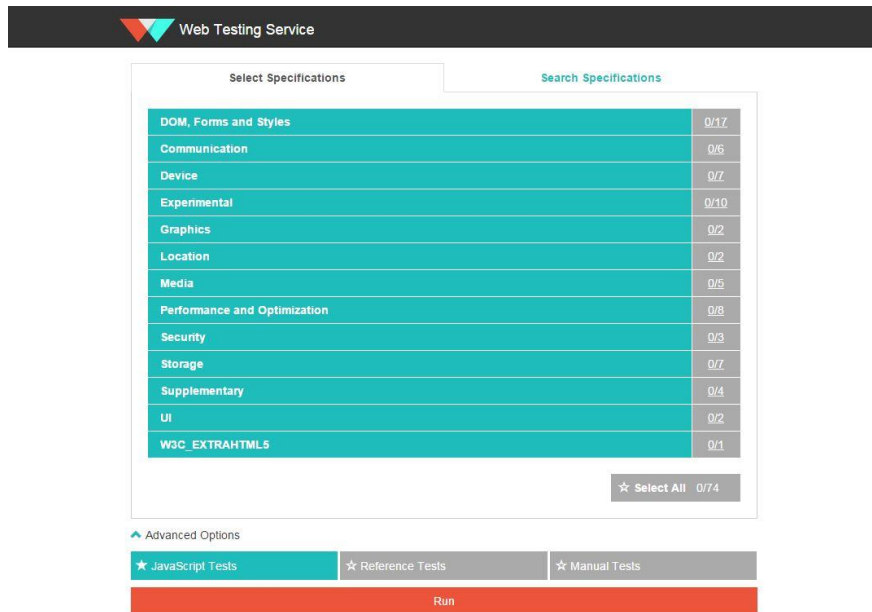 Web Testing Service
Select Specifications
Search Specifications
DOM, Forms and Styles 0/17
Communication 0/6
Device 0/7
Experimental 0/10
Graphics 0/2
Location 0/2
Media 0/5
Performance and Optimization 0/8
Security 0/3
Storage 0/7
Supplementary 0/4
UI 0/2
W3C_EXTRAHTML5 0/1
Select All 0/74
Advanced Options
JavaScript Tests
Reference Tests
Manual Tests
Run